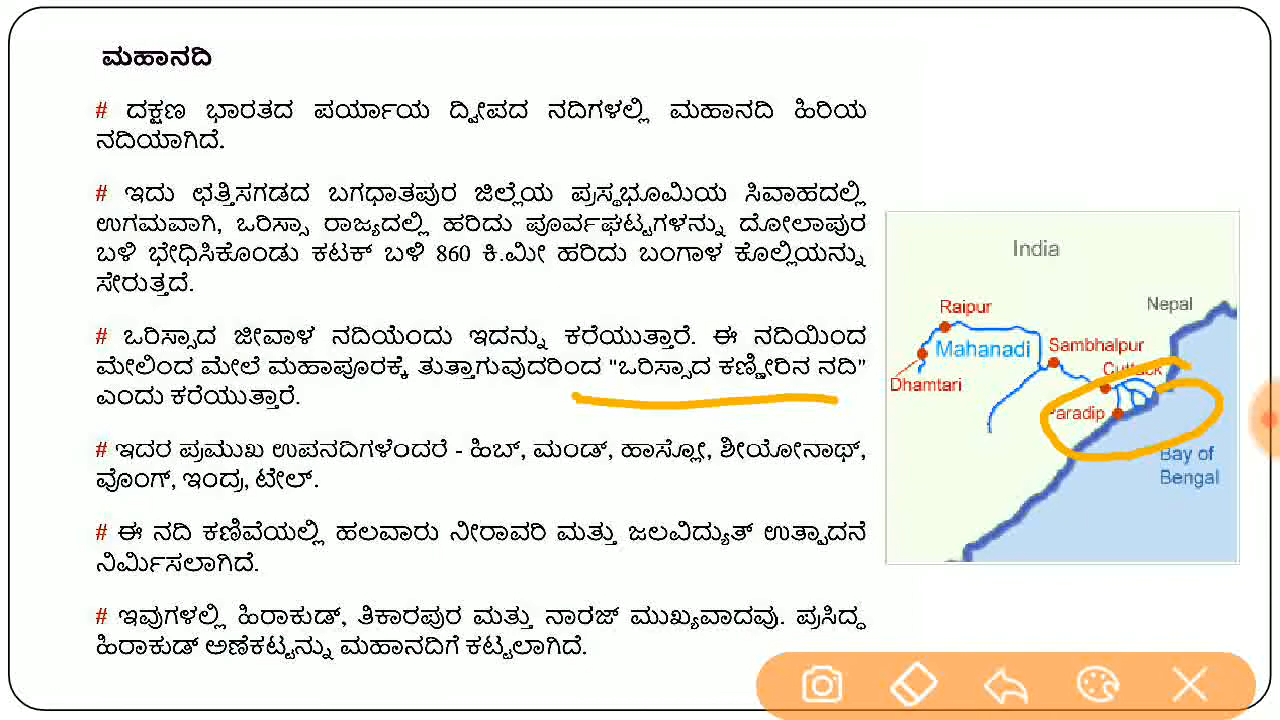 ಮಹಾನದಿ
# ದಕ್ಷಣ ಭಾರತದ ಪರ್ಯಾಯ ದ್ವೀಪದ ನದಿಗಳಲ್ಲಿ ಮಹಾನದಿ ಹಿರಿಯ
ನದಿಯಾಗಿದೆ.
# ಇದು ಛತ್ತಿಸಗಡದ ಬಗಧಾತಪುರ ಜಿಲ್ಲೆಯ ಪ್ರಸ್ಥಭೂಮಿಯ ಸಿವಾಹದಲ್ಲಿ
ಉಗಮವಾಗಿ, ಒರಿಸ್ಸಾ ರಾಜ್ಯದಲ್ಲಿ ಹರಿದು ಪೂರ್ವಘಟ್ಟಗಳನ್ನು ದೋಲಾಪುರ
ಬಳಿ ಭೇಧಿಸಿಕೊಂಡು ಕಟಕ್ ಬಳಿ 860 ಕಿ.ಮೀ ಹರಿದು ಬಂಗಾಳ ಕೊಲ್ಲಿಯನ್ನು
ಸೇರುತ್ತದೆ.
# ಒರಿಸ್ಸಾದ ಜೀವಾಳ ನದಿಯೆಂದು ಇದನ್ನು ಕರೆಯುತ್ತಾರೆ. ಈ ನದಿಯಿಂದ
ಮೇಲಿಂದ ಮೇಲೆ ಮಹಾಪೂರಕ್ಕೆ ತುತ್ತಾಗುವುದರಿಂದ "ಒರಿಸ್ಸಾದ ಕಣ್ಣೀರಿನ ನದಿ"
ಎಂದು ಕರೆಯುತ್ತಾರೆ.
# ಇದರ ಪ್ರಮುಖ ಉಪನದಿಗಳೆಂದರೆ - ಹಿಬ್, ಮಂಡ್, ಹಾಸ್ಲೋ, ಶೀಯೋನಾಥ್,
ವೊಂಗ್, ಇಂದ್ರ, ಟೇಲ್.
# ಈ ನದಿ ಕಣಿವೆಯಲ್ಲಿ ಹಲವಾರು ನೀರಾವರಿ ಮತ್ತು ಜಲವಿದ್ಯುತ್ ಉತ್ಪಾದನೆ
ನಿರ್ಮಿಸಲಾಗಿದೆ.
# ಇವುಗಳಲ್ಲಿ ಹಿರಾಕುಡ್, ತಿಕಾರಪುರ ಮತ್ತು ನಾರಜ್ ಮುಖ್ಯವಾದವು. ಪ್ರಸಿದ್ಧ
ಹಿರಾಕುಡ್ ಅಣೆಕಟ್ಟನ್ನು ಮಹಾನದಿಗೆ ಕಟ್ಟಲಾಗಿದೆ.
India
Nepal
Raipur
Mahanadi
Sambhalpur
Cuttack
Dhamtari
Paradip
Bay of
Bengal